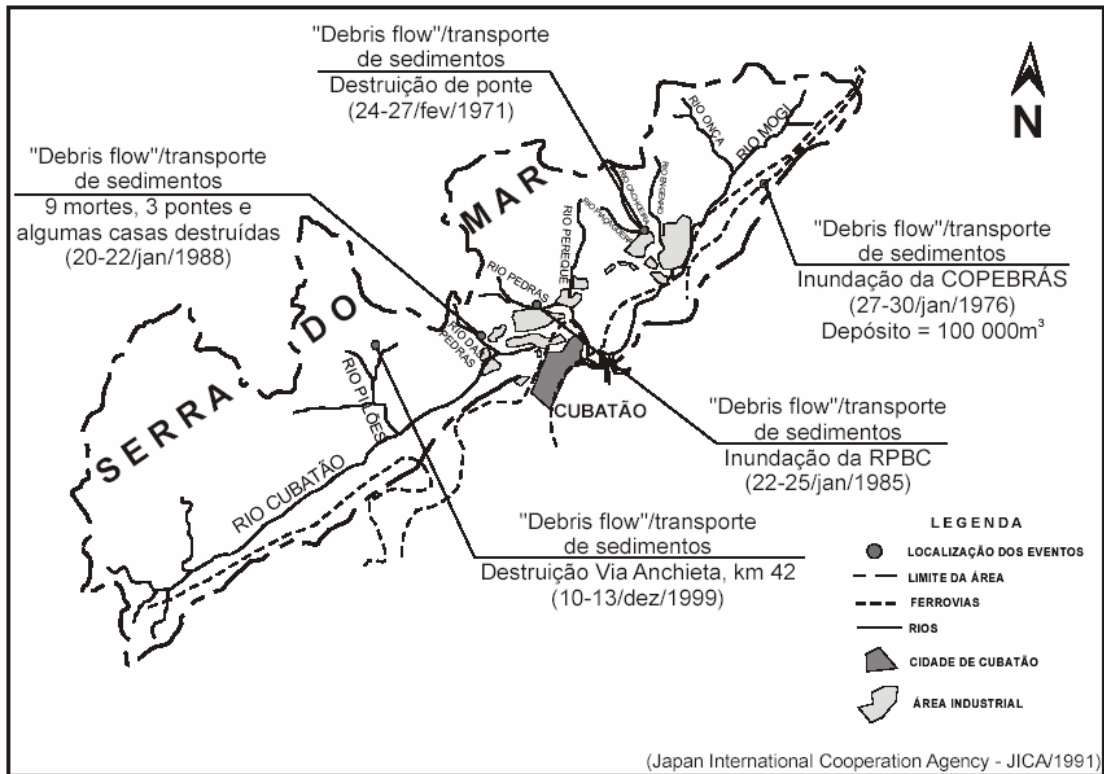 "Debris flow"/transporte
de sedimentos
Destruição de ponte
(24-27/fev/1971)
"Debris flow"/transporte
de sedimentos
9 mortes, 3 pontes e
algumas casas destruídas
(20-22/jan/1988)
N
"Debris flow"/transporte
de sedimentos
Inundação da COPEBRÁS
(27-30/jan/1976)
Depósito = 100 000m³
"Debris flow"/transporte
de sedimentos
Inundação da RPBC
(22-25/jan/1985)
"Debris flow"/transporte
de sedimentos
Destruição Via Anchieta, km 42
(10-13/dez/1999)
SERRA DO MAR
RIO ONÇA
RIO MOGI
RIO ENGENHO
RIO CACHOEIRA
RIO PEREQUE
RIO PEDRAS
RIO DAS
PEDRAS
RIO PILÕES
RIO CUBATÃO
CUBATÃO
LEGENDA
LOCALIZAÇÃO DOS EVENTOS
LIMITE DA ÁREA
FERROVIAS
RIOS
CIDADE DE CUBATÃO
ÁREA INDUSTRIAL
(Japan International Cooperation Agency - JICA/1991)